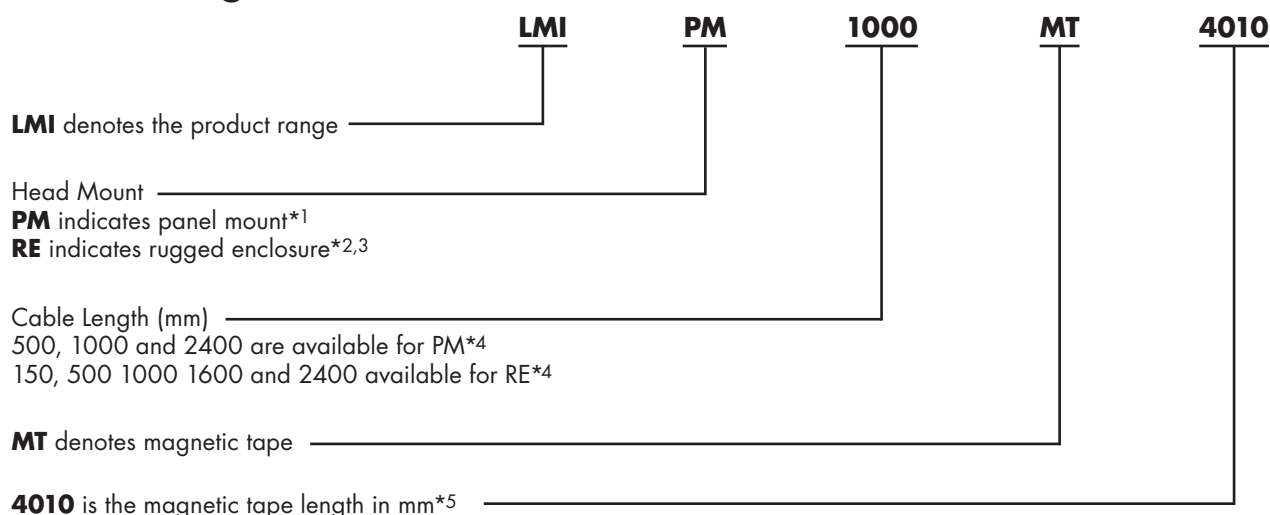 LMI PM 1000 MT 4010
LMI denotes the product range
Head Mount
PM indicates panel mount*1
RE indicates rugged enclosure*2,3
Cable Length (mm)
500, 1000 and 2400 are available for PM*4
150, 500 1000 1600 and 2400 available for RE*4
MT denotes magnetic tape
4010 is the magnetic tape length in mm*5